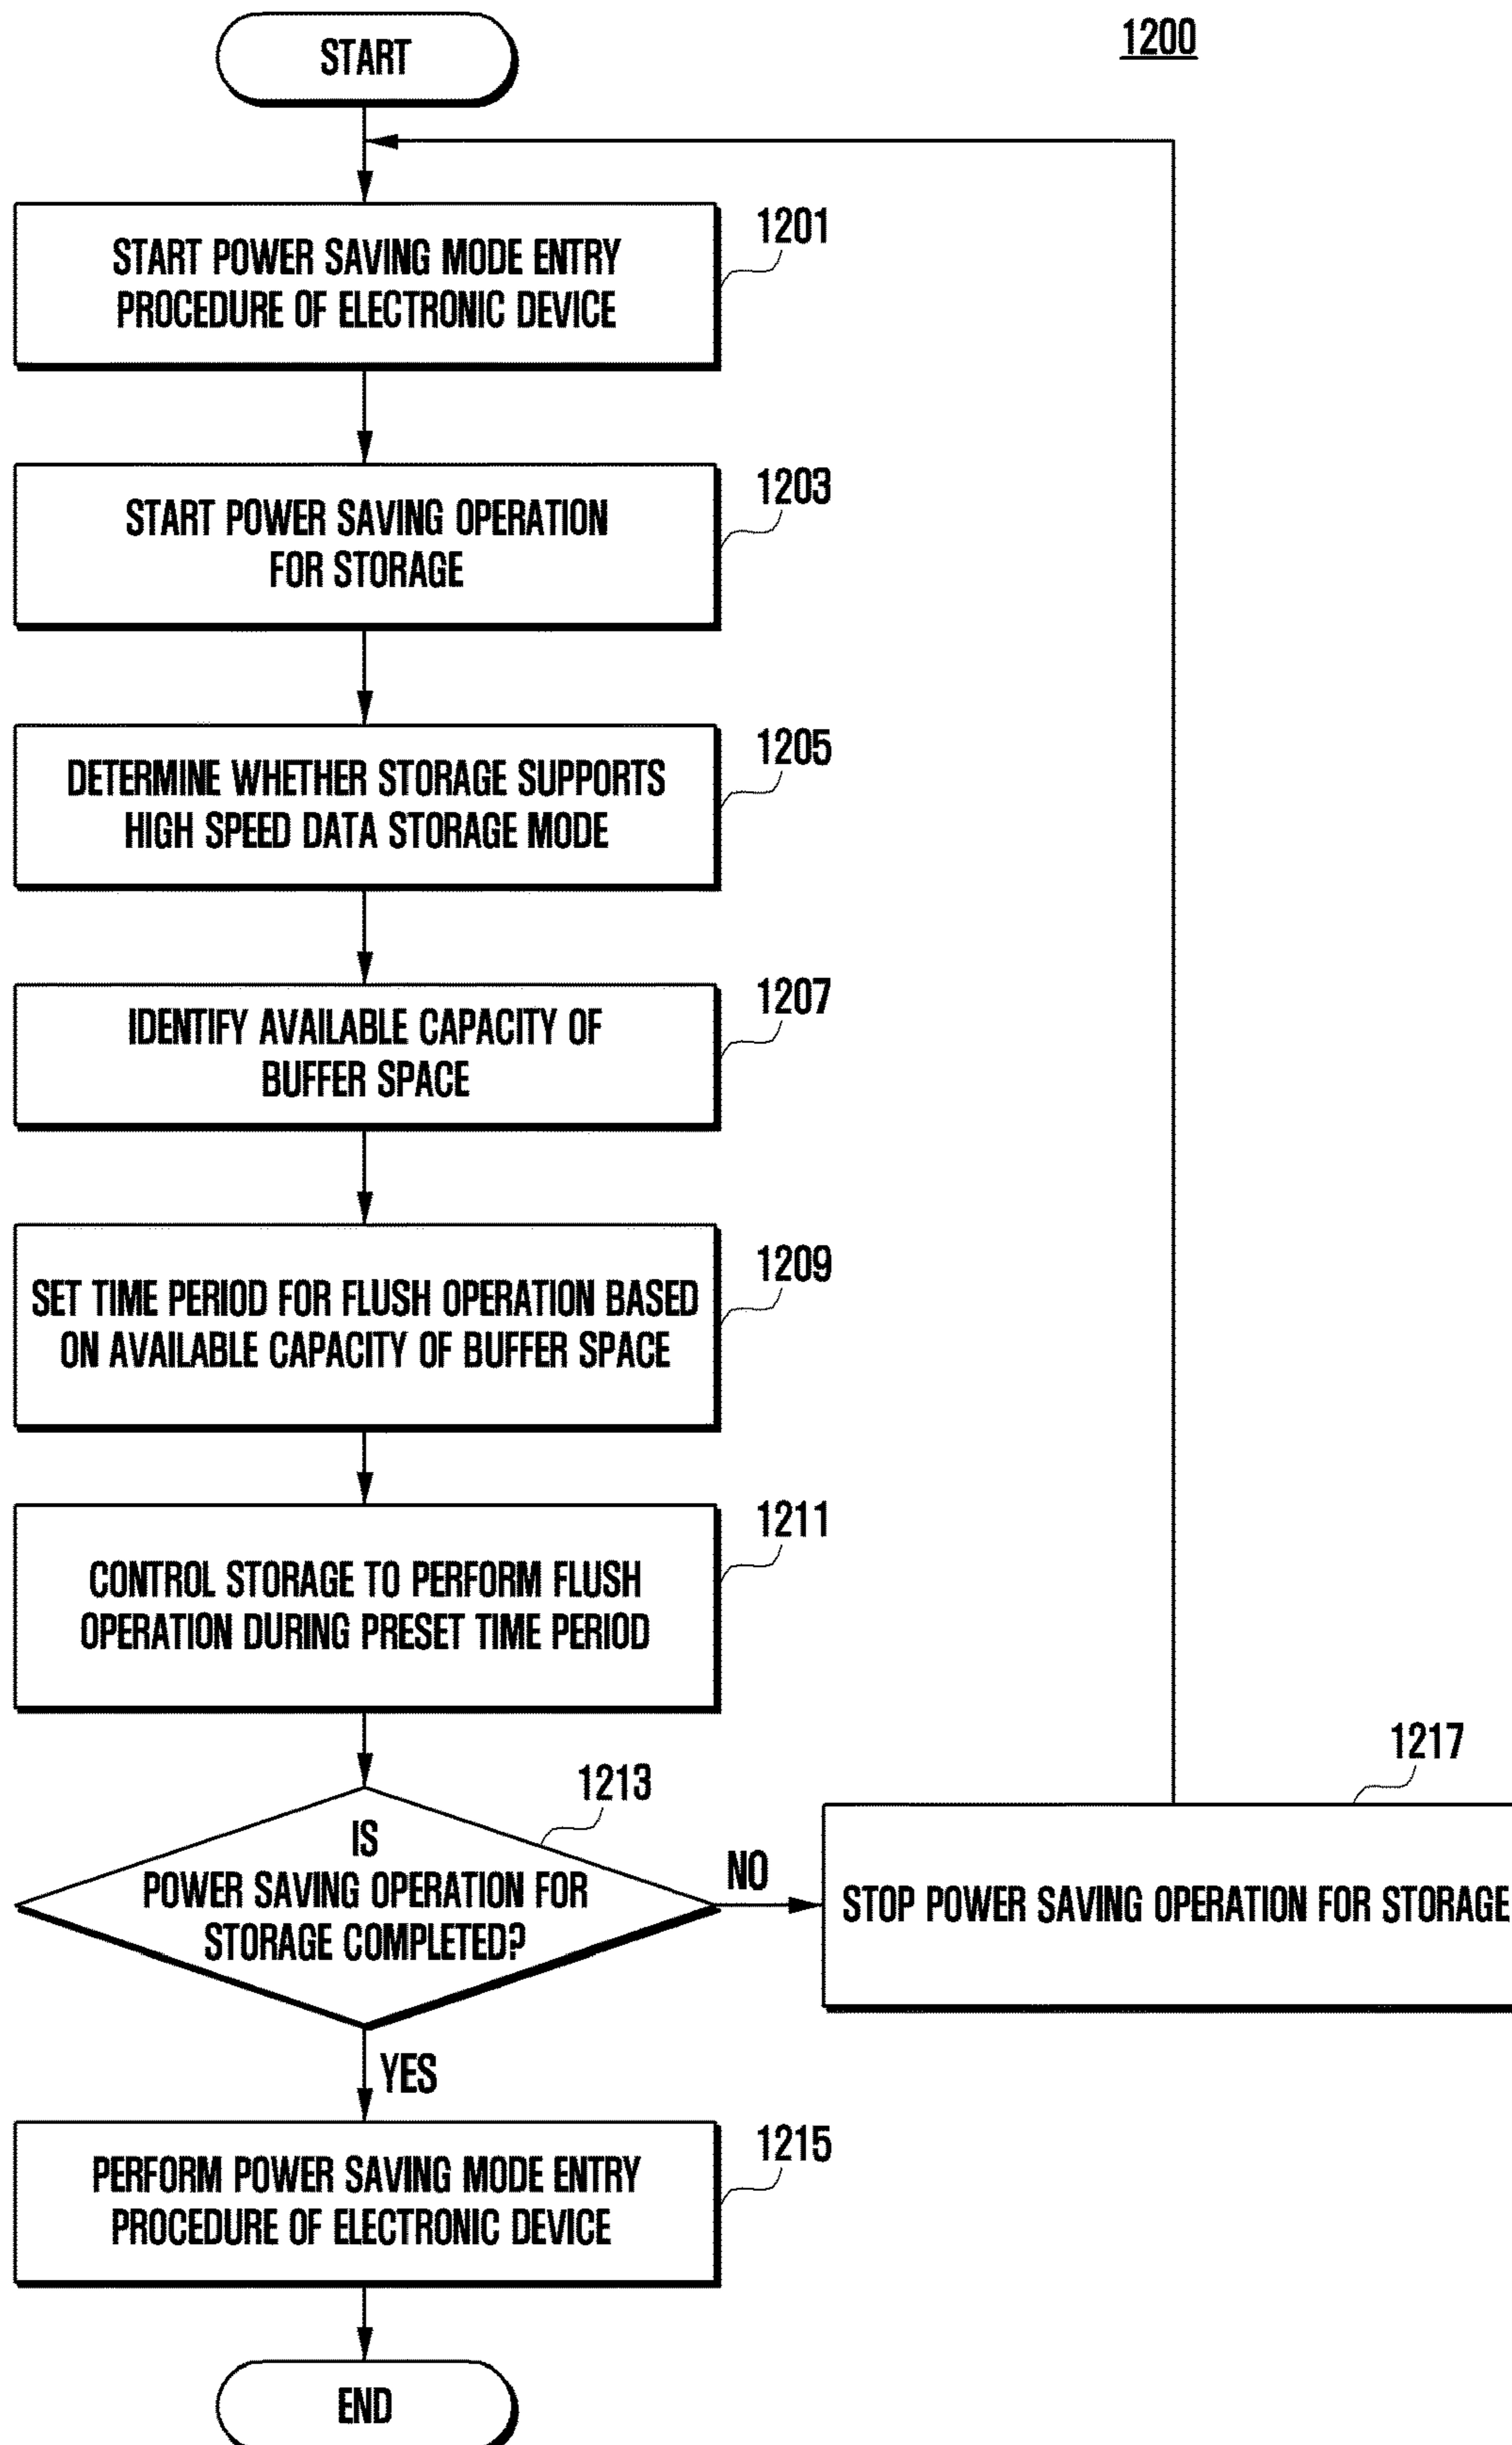 START
1200
START POWER SAVING MODE ENTRY
PROCEDURE OF ELECTRONIC DEVICE
1201
START POWER SAVING OPERATION
FOR STORAGE
1203
DETERMINE WHETHER STORAGE SUPPORTS
HIGH SPEED DATA STORAGE MODE
1205
IDENTIFY AVAILABLE CAPACITY OF
BUFFER SPACE
1207
SET TIME PERIOD FOR FLUSH OPERATION BASED
ON AVAILABLE CAPACITY OF BUFFER SPACE
1209
CONTROL STORAGE TO PERFORM FLUSH
OPERATION DURING PRESET TIME PERIOD
1211
IS
POWER SAVING OPERATION FOR
STORAGE COMPLETED?
1213
NO
STOP POWER SAVING OPERATION FOR STORAGE
1217
YES
PERFORM POWER SAVING MODE ENTRY
PROCEDURE OF ELECTRONIC DEVICE
1215
END